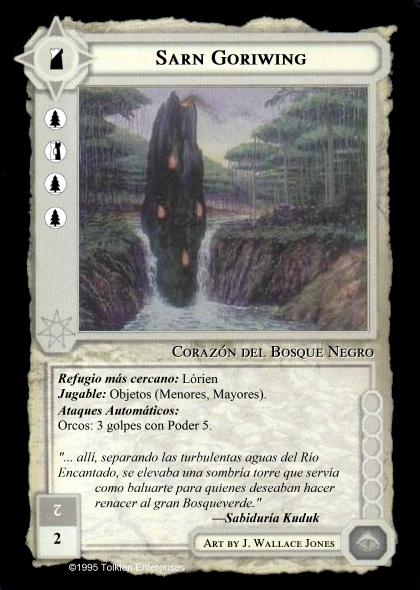 SARN GORIWING
CORAZÓN DEL BOSQUE NEGRO
Refugio más cercano: Lórien
Jugable: Objetos (Menores, Mayores).
Ataques Automáticos:
Orcos: 3 golpes con Poder 5.
"... allí, separando las turbulentas aguas del Río
Encantado, se elevaba una sombría torre que servía
como baluarte para quienes deseaban hacer
renacer al gran Bosqueverde."
—Sabiduría Kuduk
2
2
ART BY J. WALLACE JONES
©1995 Tolkien Enterprises